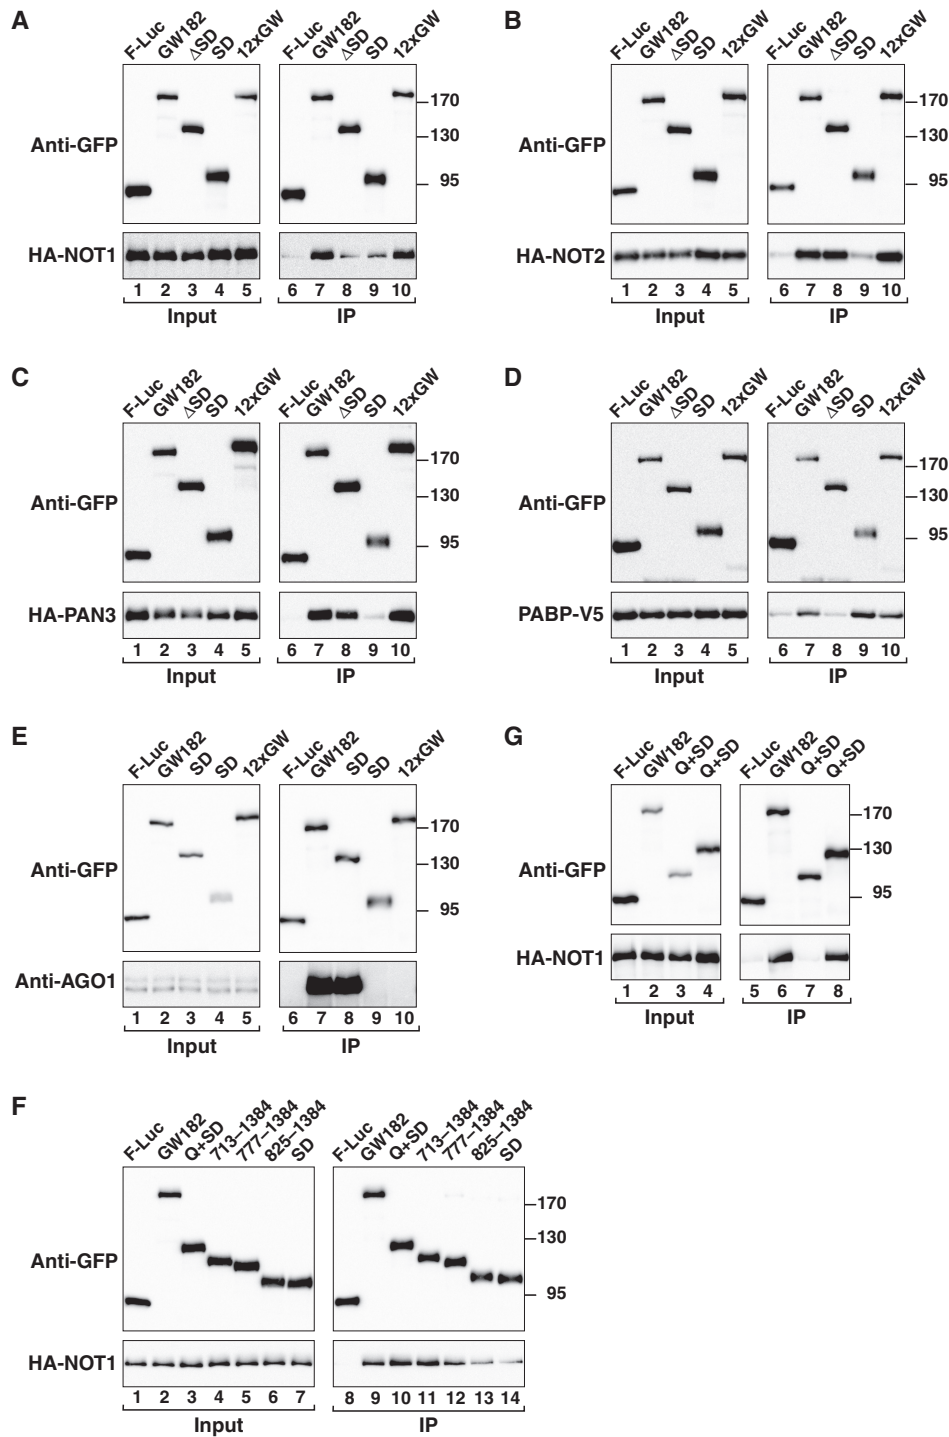 A
F-Luc GW182 ΔSD SD 12xGW F-Luc GW182 ΔSD SD 12xGW
Anti-GFP
170
130
95
HA-NOT1
1 2 3 4 5 6 7 8 9 10
Input IP
B
F-Luc GW182 ΔSD SD 12xGW F-Luc GW182 ΔSD SD 12xGW
Anti-GFP
170
130
95
HA-NOT2
1 2 3 4 5 6 7 8 9 10
Input IP
C
F-Luc GW182 ΔSD SD 12xGW F-Luc GW182 ΔSD SD 12xGW
Anti-GFP
170
130
95
HA-PAN3
1 2 3 4 5 6 7 8 9 10
Input IP
D
F-Luc GW182 ΔSD SD 12xGW F-Luc GW182 ΔSD SD 12xGW
Anti-GFP
170
130
95
PABP-V5
1 2 3 4 5 6 7 8 9 10
Input IP
E
F-Luc GW182 SD SD 12xGW F-Luc GW182 SD SD 12xGW
Anti-GFP
170
130
95
Anti-AGO1
1 2 3 4 5 6 7 8 9 10
Input IP
G
F-Luc GW182 Q+SD Q+SD F-Luc GW182 Q+SD Q+SD
Anti-GFP
170
130
95
HA-NOT1
1 2 3 4 5 6 7 8
Input IP
F
F-Luc GW182 Q+SD 713–1384 777–1384 825–1384 SD F-Luc GW182 Q+SD 713–1384 777–1384 825–1384 SD
Anti-GFP
170
130
95
HA-NOT1
1 2 3 4 5 6 7 8 9 10 11 12 13 14
Input IP